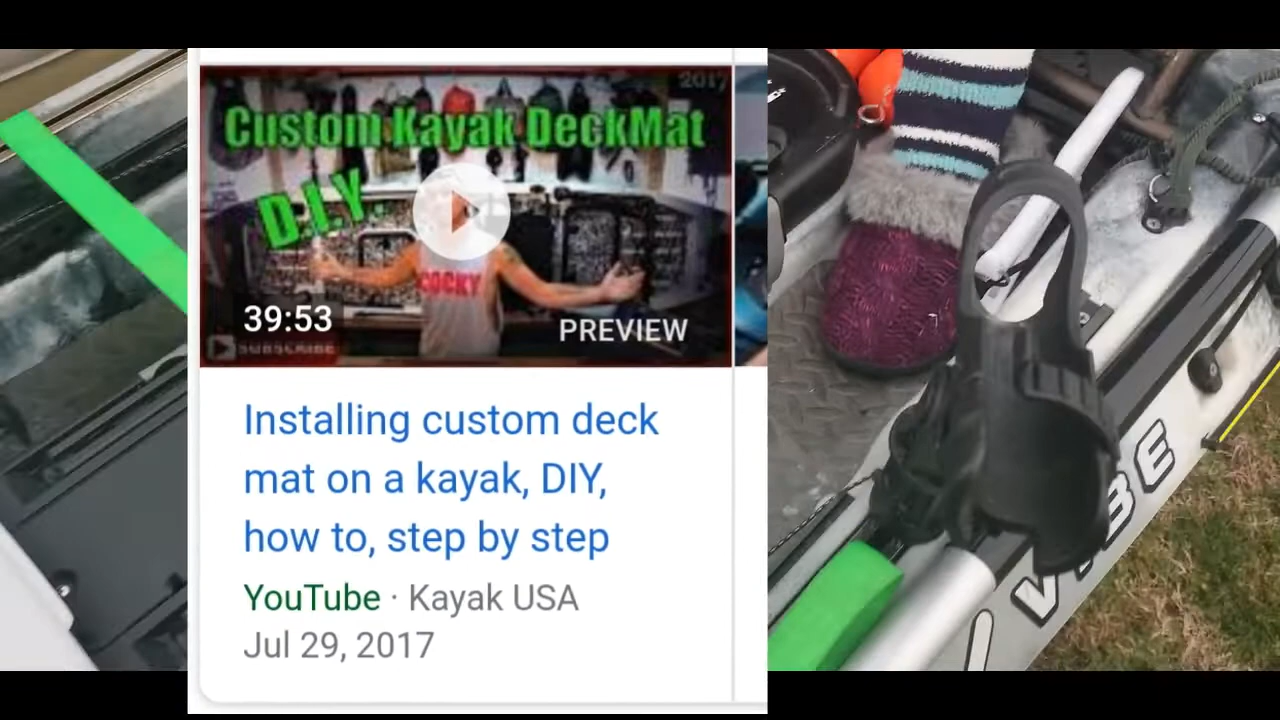 2017
Custom Kayak DeckMat
D.I.Y.
COCKY
39:53
PREVIEW
SUBSCRIBE
Installing custom deck
mat on a kayak, DIY,
how to, step by step
YouTube · Kayak USA
Jul 29, 2017
VIBE